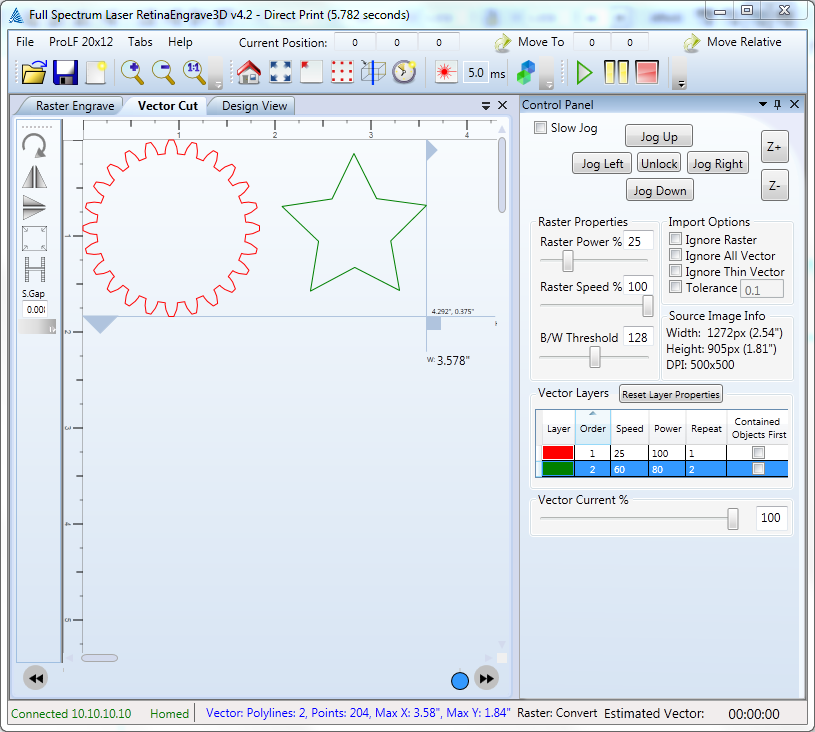 Full Spectrum Laser RetinaEngrave3D v4.2 - Direct Print (5.782 seconds)
File ProLF 20x12 Tabs Help Current Position: 0 0 0 Move To 0 0 Move Relative
1:1 5.0 ms
Raster Engrave Vector Cut Design View
Control Panel
Slow Jog
Jog Up
Jog Left Unlock Jog Right
Jog Down
Z+
Z-
1 2 3 4
1
2
3
4
5
S.Gap
0.00
4.292", 0.375"
W: 3.578"
Raster Properties
Raster Power % 25
Raster Speed % 100
B/W Threshold 128
Import Options
Ignore Raster
Ignore All Vector
Ignore Thin Vector
Tolerance 0.1
Source Image Info
Width: 1272px (2.54")
Height: 905px (1.81")
DPI: 500x500
Vector Layers Reset Layer Properties
Layer Order Speed Power Repeat Contained Objects First
1 25 100 1
2 60 80 2
Vector Current %
100
Connected 10.10.10.10 Homed Vector: Polylines: 2, Points: 204, Max X: 3.58", Max Y: 1.84" Raster: Convert Estimated Vector: 00:00:00